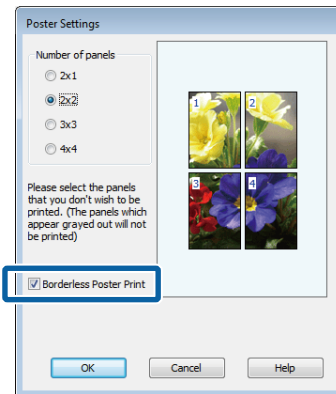 Poster Settings
Number of panels
2x1
2x2
3x3
4x4
1
2
3
4
Please select the panels
that you don't wish to be
printed. (The panels which
appear grayed out will not
be printed)
Borderless Poster Print
OK
Cancel
Help